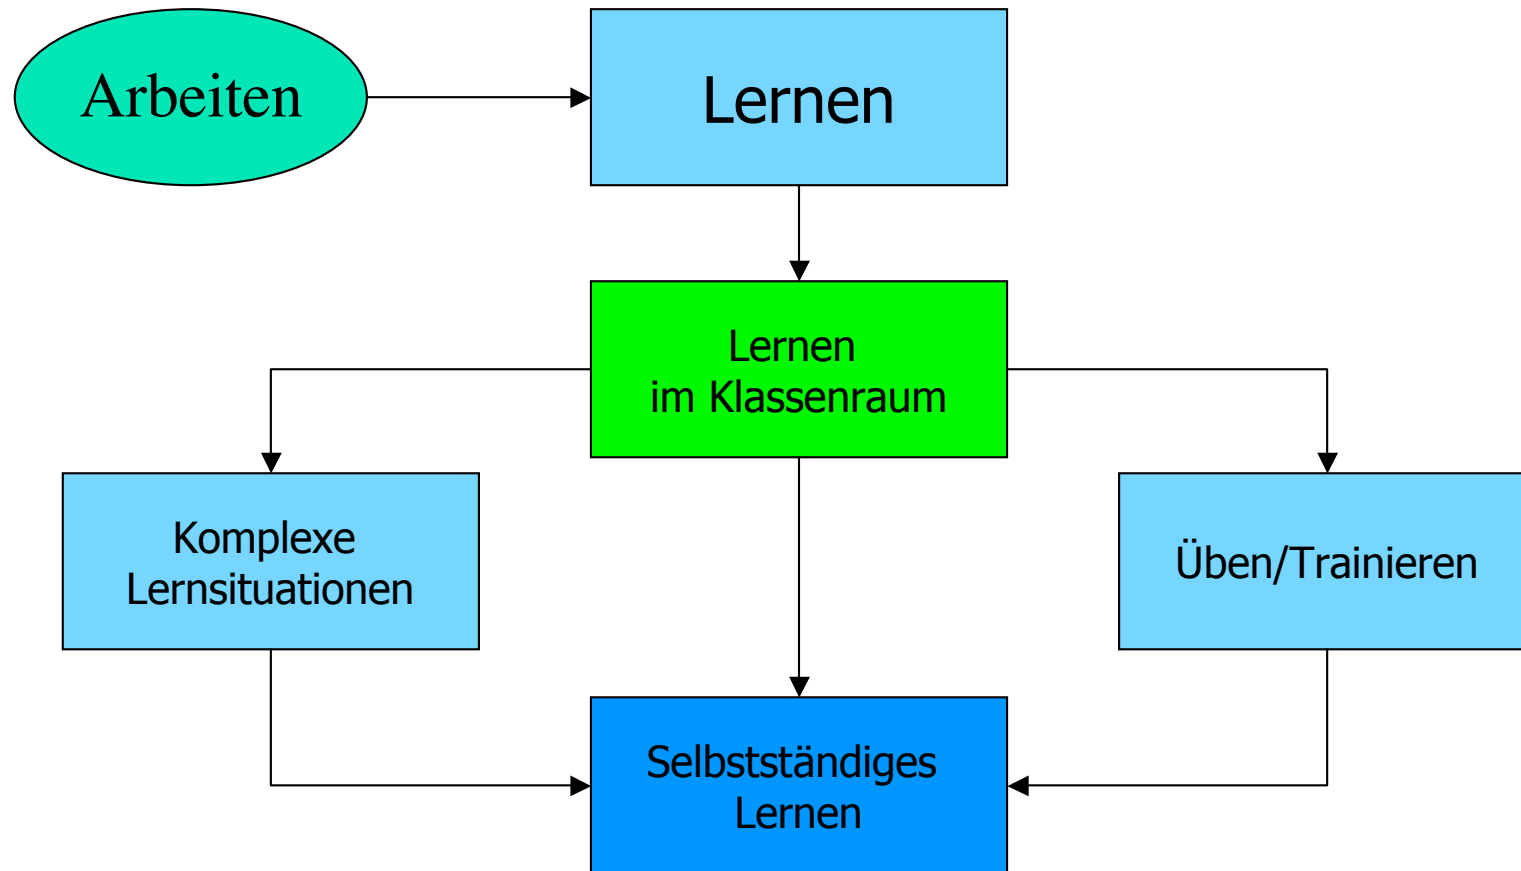 Arbeiten
Lernen
Lernen
im Klassenraum
Komplexe
Lernsituationen
Üben/Trainieren
Selbstständiges
Lernen